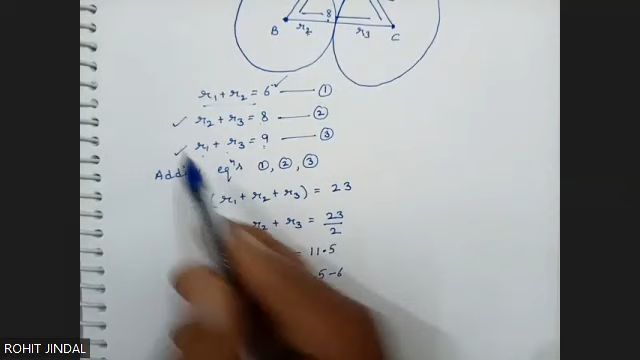 8
B r₂ r₃ C
r₁ + r₂ = 6 ①
r₂ + r₃ = 8 ②
r₁ + r₃ = 9 ③
eqⁿs ①, ②, ③
(r₁ + r₂ + r₃) = 23
r₂ + r₃ = 23/2
= 11.5
5-6
ROHIT JINDAL